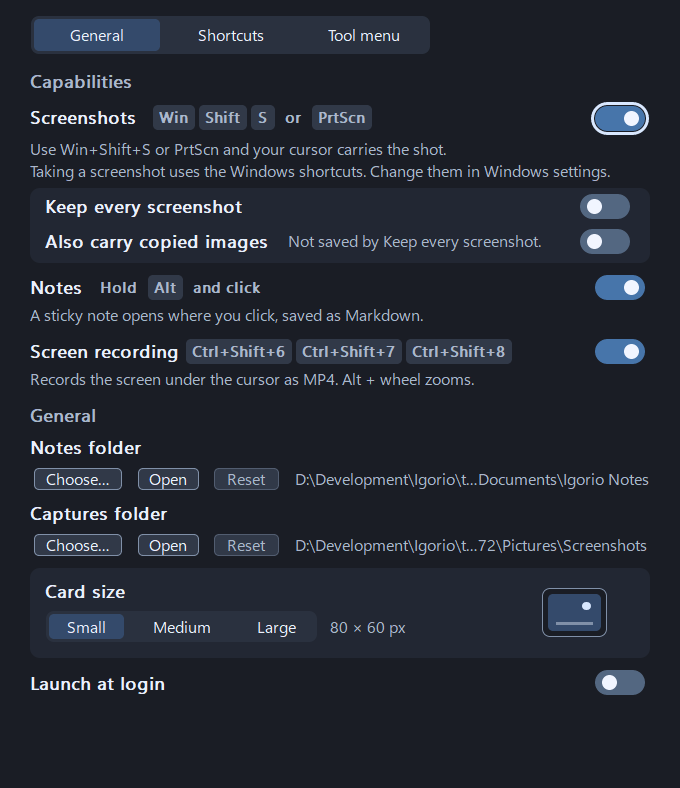 General Shortcuts Tool menu
Capabilities
Screenshots Win Shift S or PrtScn
Use Win+Shift+S or PrtScn and your cursor carries the shot.
Taking a screenshot uses the Windows shortcuts. Change them in Windows settings.
Keep every screenshot
Also carry copied images Not saved by Keep every screenshot.
Notes Hold Alt and click
A sticky note opens where you click, saved as Markdown.
Screen recording Ctrl+Shift+6 Ctrl+Shift+7 Ctrl+Shift+8
Records the screen under the cursor as MP4. Alt + wheel zooms.
General
Notes folder
Choose... Open Reset D:\Development\Igorio\t...Documents\Igorio Notes
Captures folder
Choose... Open Reset D:\Development\Igorio\t...72\Pictures\Screenshots
Card size
Small Medium Large 80 × 60 px
Launch at login